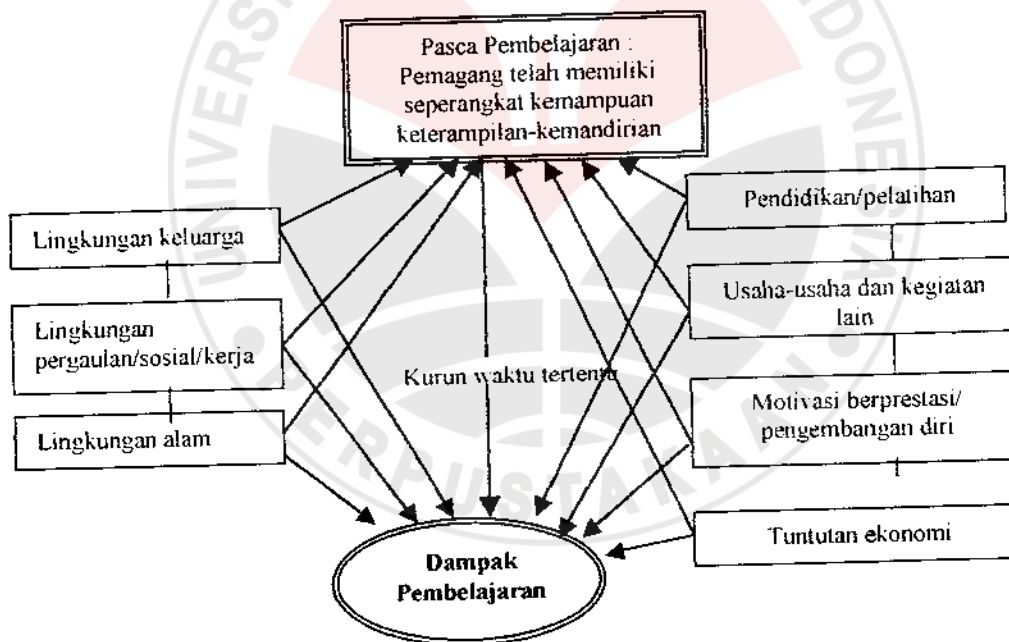 Pasca Pembelajaran :
Pemagang telah memiliki
seperangkat kemampuan
keterampilan-kemandirian
Lingkungan keluarga
Lingkungan
pergaulan/sosial/kerja
Lingkungan alam
Pendidikan/pelatihan
Usaha-usaha dan kegiatan
lain
Motivasi berprestasi/
pengembangan diri
Tuntutan ekonomi
Kurun waktu tertentu
Dampak
Pembelajaran
PERPUSTAKAAN